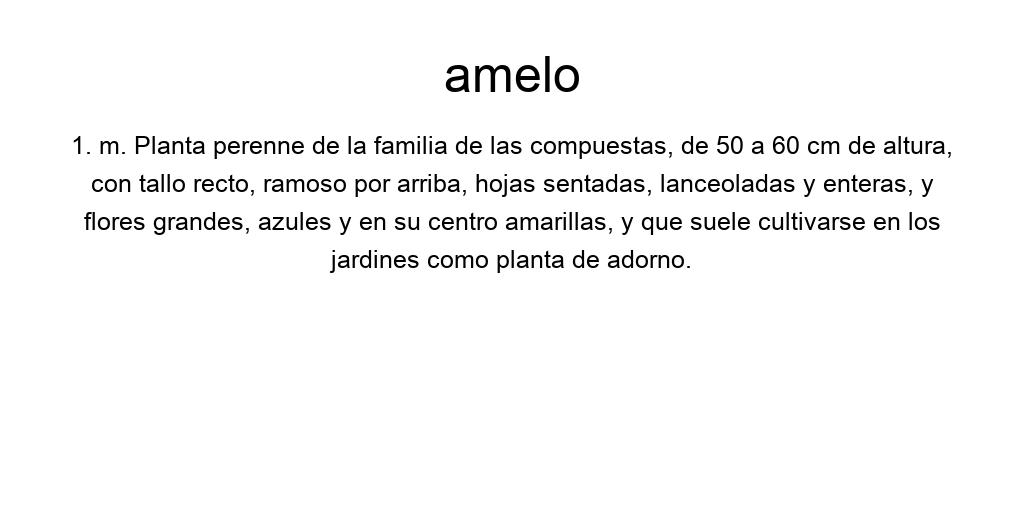 amelo
1. m. Planta perenne de la familia de las compuestas, de 50 a 60 cm de altura,
con tallo recto, ramoso por arriba, hojas sentadas, lanceoladas y enteras, y
flores grandes, azules y en su centro amarillas, y que suele cultivarse en los
jardines como planta de adorno.